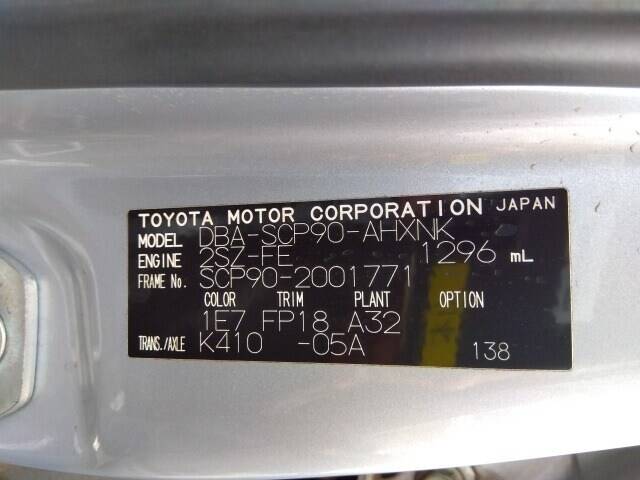 TOYOTA MOTOR CORPORATION JAPAN
MODEL DBA-SCP90-AHXNK
ENGINE 2SZ-FE 1296 mL
FRAME No. SCP90-2001771
COLOR TRIM PLANT OPTION
1E7 FP18 A32
TRANS./AXLE K410 -05A 138